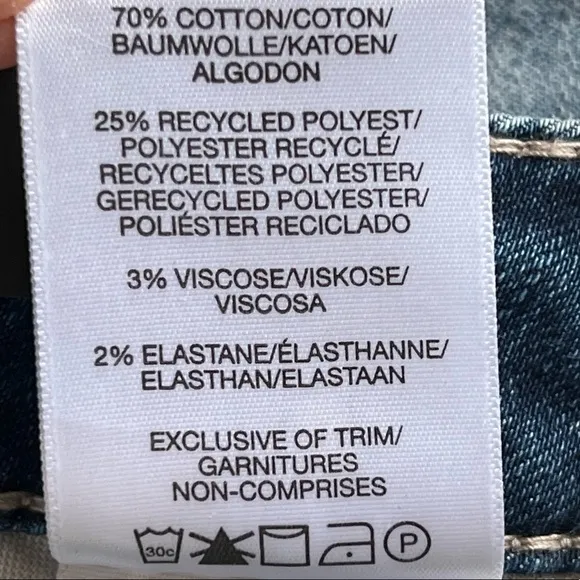 70% COTTON/COTON/
BAUMWOLLE/KATOEN/
ALGODON
25% RECYCLED POLYEST/
POLYESTER RECYCLÉ/
RECYCELTES POLYESTER/
GERECYCLED POLYESTER/
POLIÉSTER RECICLADO
3% VISCOSE/VISKOSE/
VISCOSA
2% ELASTANE/ÉLASTHANNE/
ELASTHAN/ELASTAAN
EXCLUSIVE OF TRIM/
GARNITURES
NON-COMPRISES
30c P